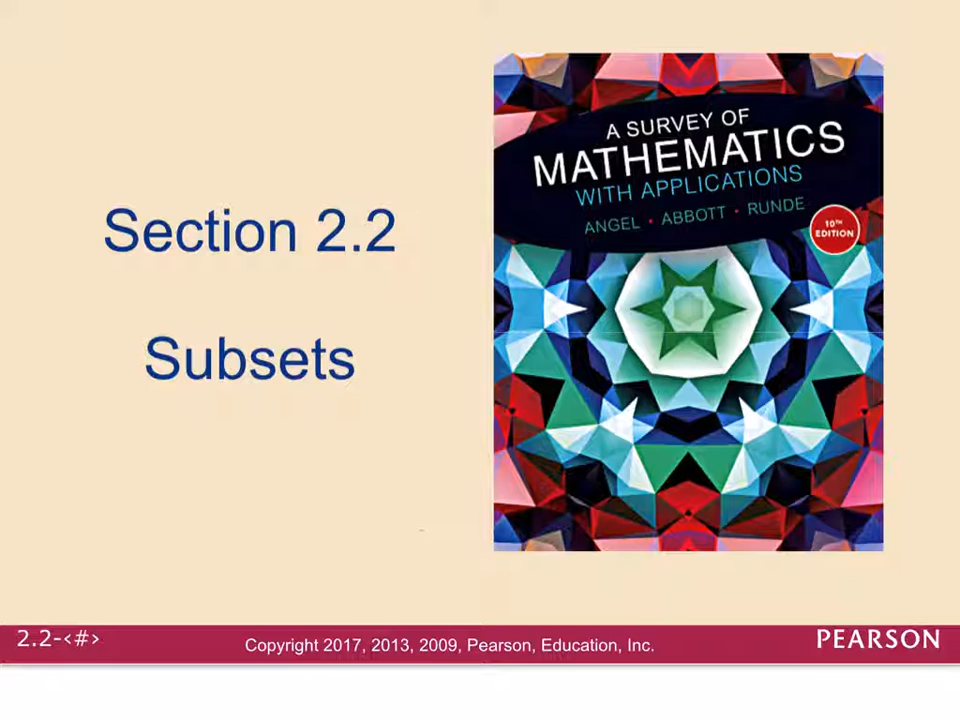 Section 2.2
Subsets
A SURVEY OF
MATHEMATICS
WITH APPLICATIONS
ANGEL • ABBOTT • RUNDE
10TH
EDITION
2.2-<#>
Copyright 2017, 2013, 2009, Pearson, Education, Inc.
PEARSON